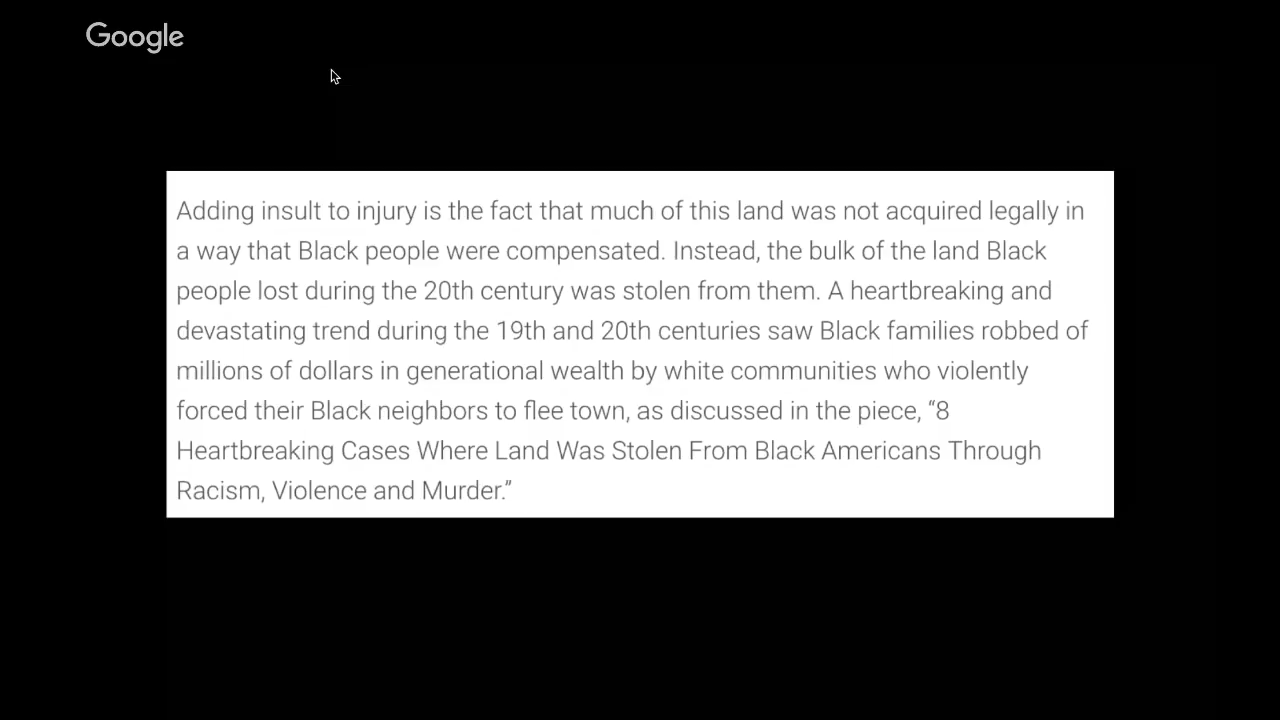 Google
Adding insult to injury is the fact that much of this land was not acquired legally in
a way that Black people were compensated. Instead, the bulk of the land Black
people lost during the 20th century was stolen from them. A heartbreaking and
devastating trend during the 19th and 20th centuries saw Black families robbed of
millions of dollars in generational wealth by white communities who violently
forced their Black neighbors to flee town, as discussed in the piece, “8
Heartbreaking Cases Where Land Was Stolen From Black Americans Through
Racism, Violence and Murder.”